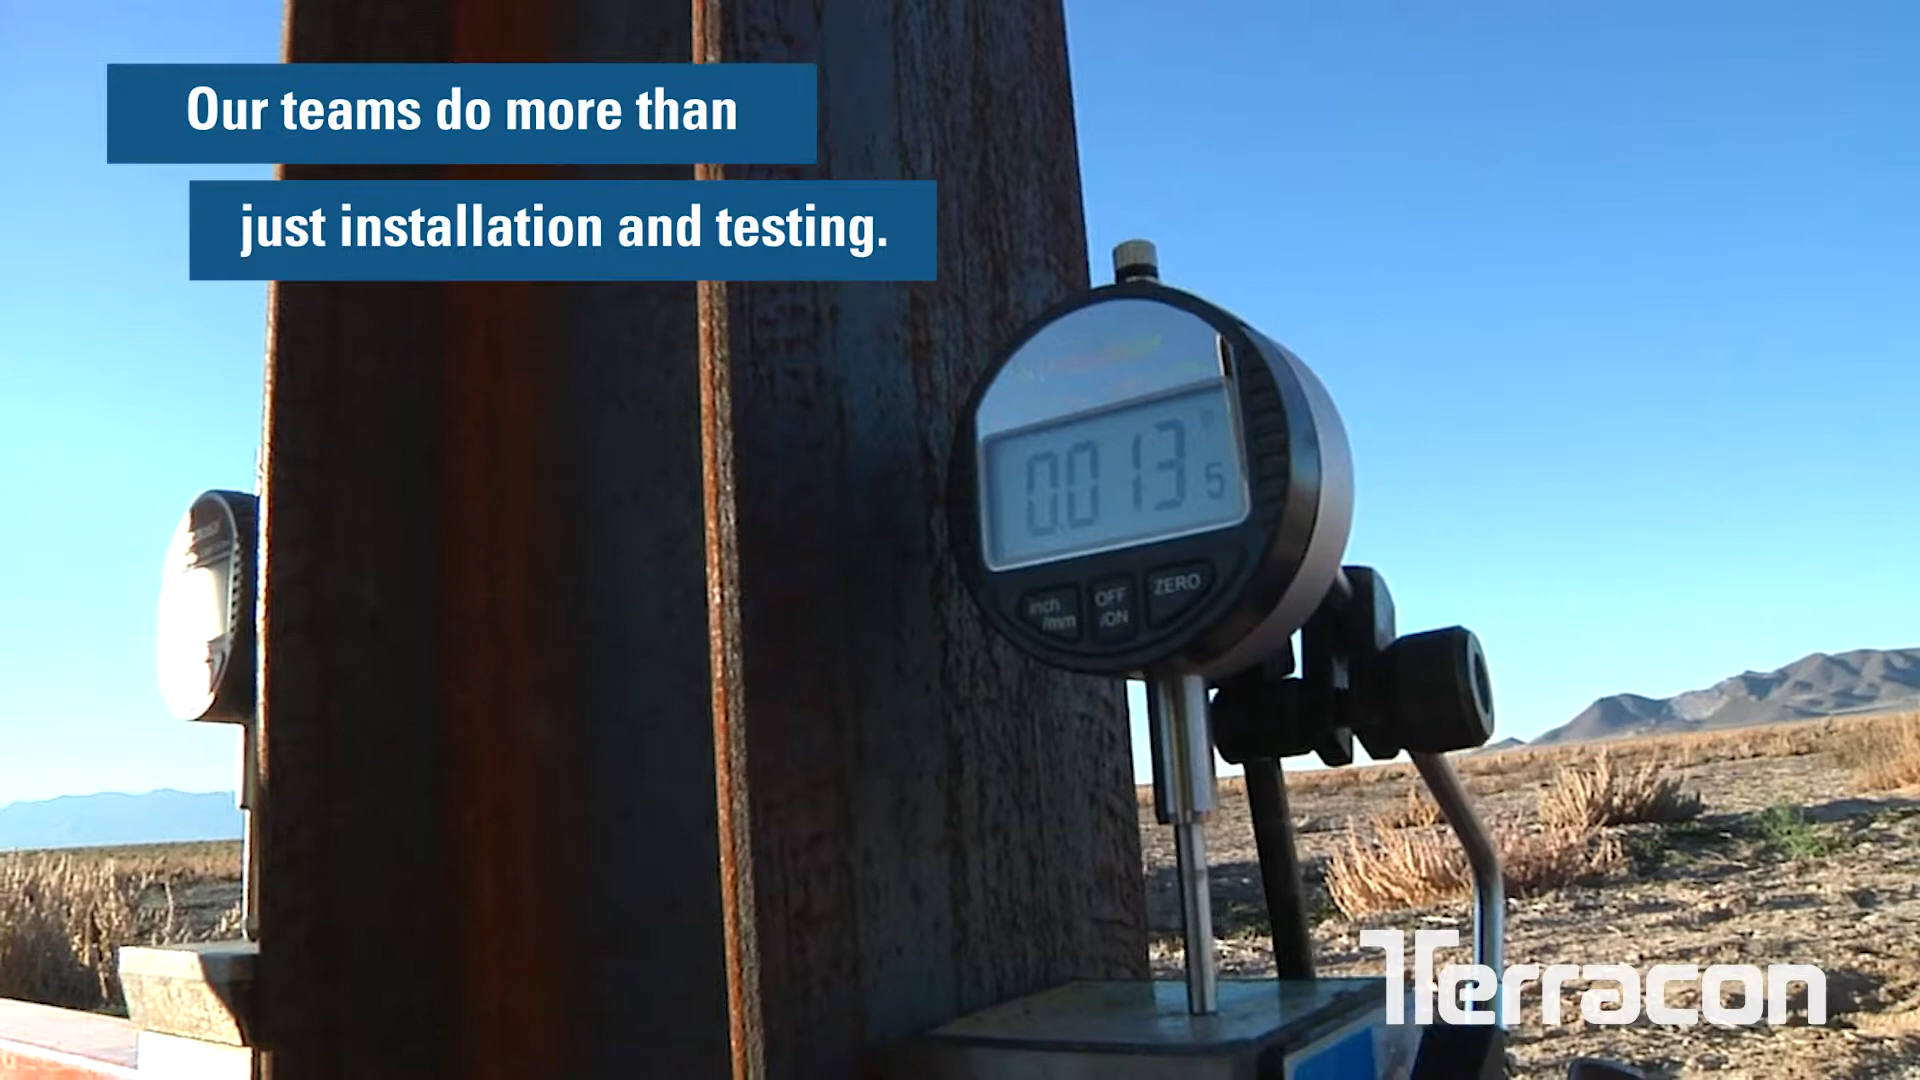 Our teams do more than
just installation and testing.
0.013 5
inch
/mm
OFF
/ON
ZERO
Terracon